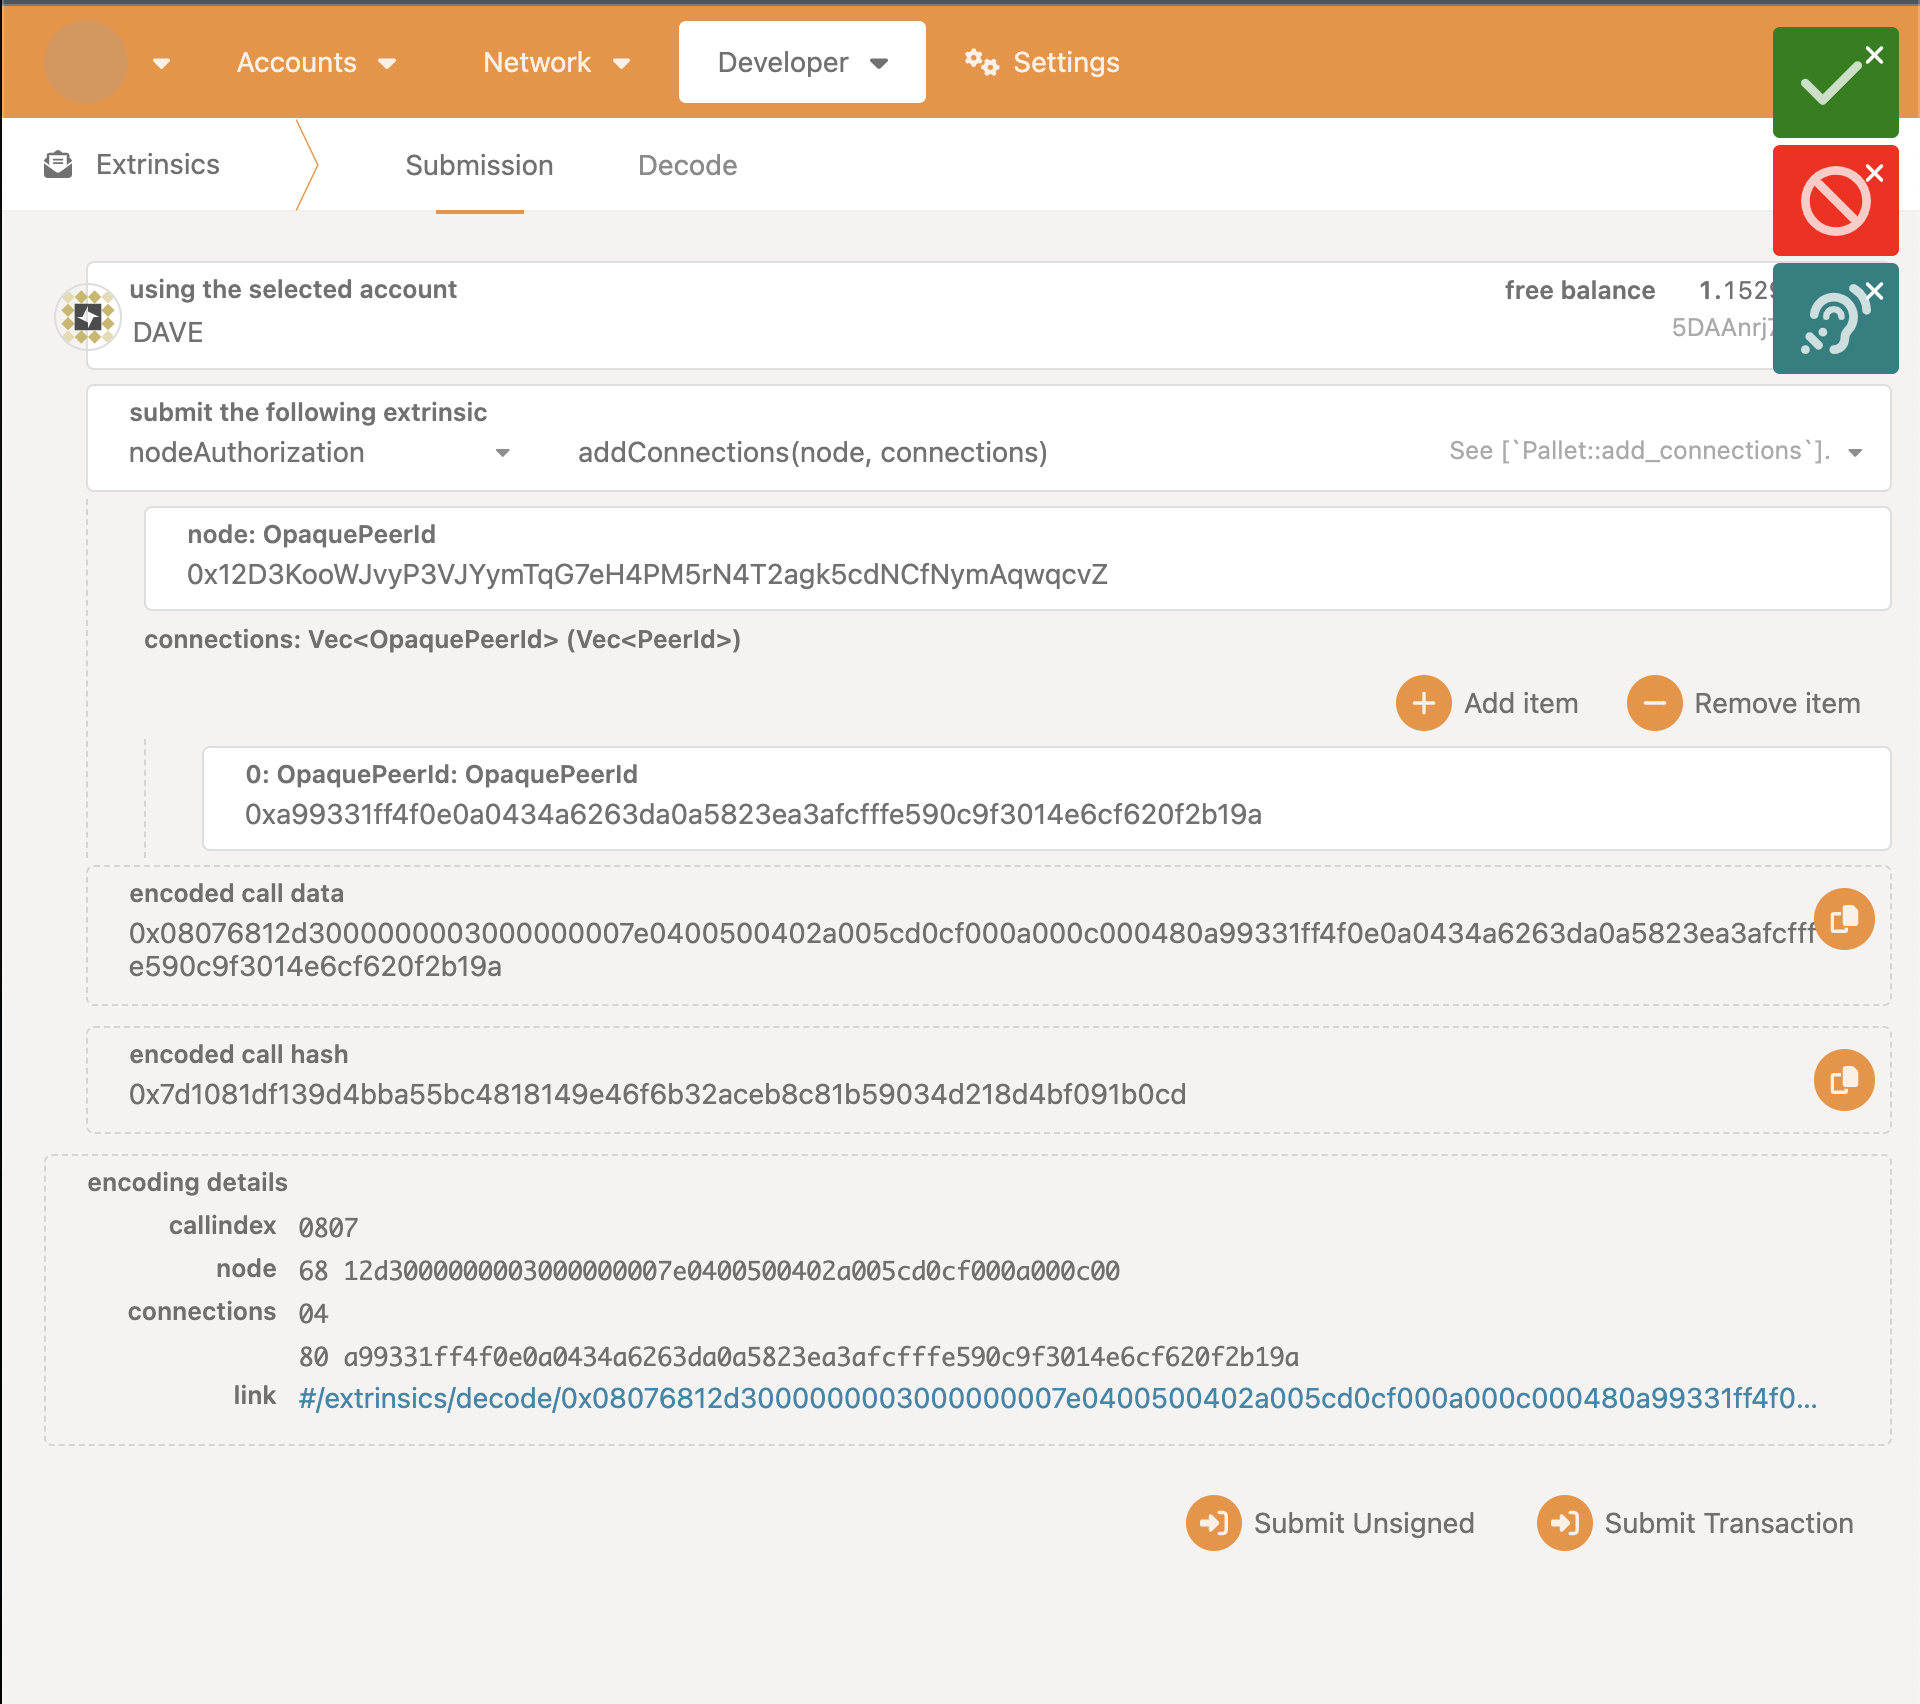 Accounts
Network
Developer
Settings
Extrinsics
Submission
Decode
using the selected account
DAVE
free balance 1.152
5DAAnrj
submit the following extrinsic
nodeAuthorization
addConnections(node, connections)
See [`Pallet::add_connections`].
node: OpaquePeerId
0x12D3KooWJvyP3VJYymTqG7eH4PM5rN4T2agk5cdNCfNymAqwqcvZ
connections: Vec<OpaquePeerId> (Vec<PeerId>)
Add item
Remove item
0: OpaquePeerId: OpaquePeerId
0xa99331ff4f0e0a0434a6263da0a5823ea3afcfffe590c9f3014e6cf620f2b19a
encoded call data
0x08076812d3000000003000000007e0400500402a005cd0cf000a000c000480a99331ff4f0e0a0434a6263da0a5823ea3afcfff
e590c9f3014e6cf620f2b19a
encoded call hash
0x7d1081df139d4bba55bc4818149e46f6b32aceb8c81b59034d218d4bf091b0cd
encoding details
callindex 0807
node 68 12d3000000003000000007e0400500402a005cd0cf000a000c00
connections 04
80 a99331ff4f0e0a0434a6263da0a5823ea3afcfffe590c9f3014e6cf620f2b19a
link #/extrinsics/decode/0x08076812d3000000003000000007e0400500402a005cd0cf000a000c000480a99331ff4f0...
Submit Unsigned
Submit Transaction